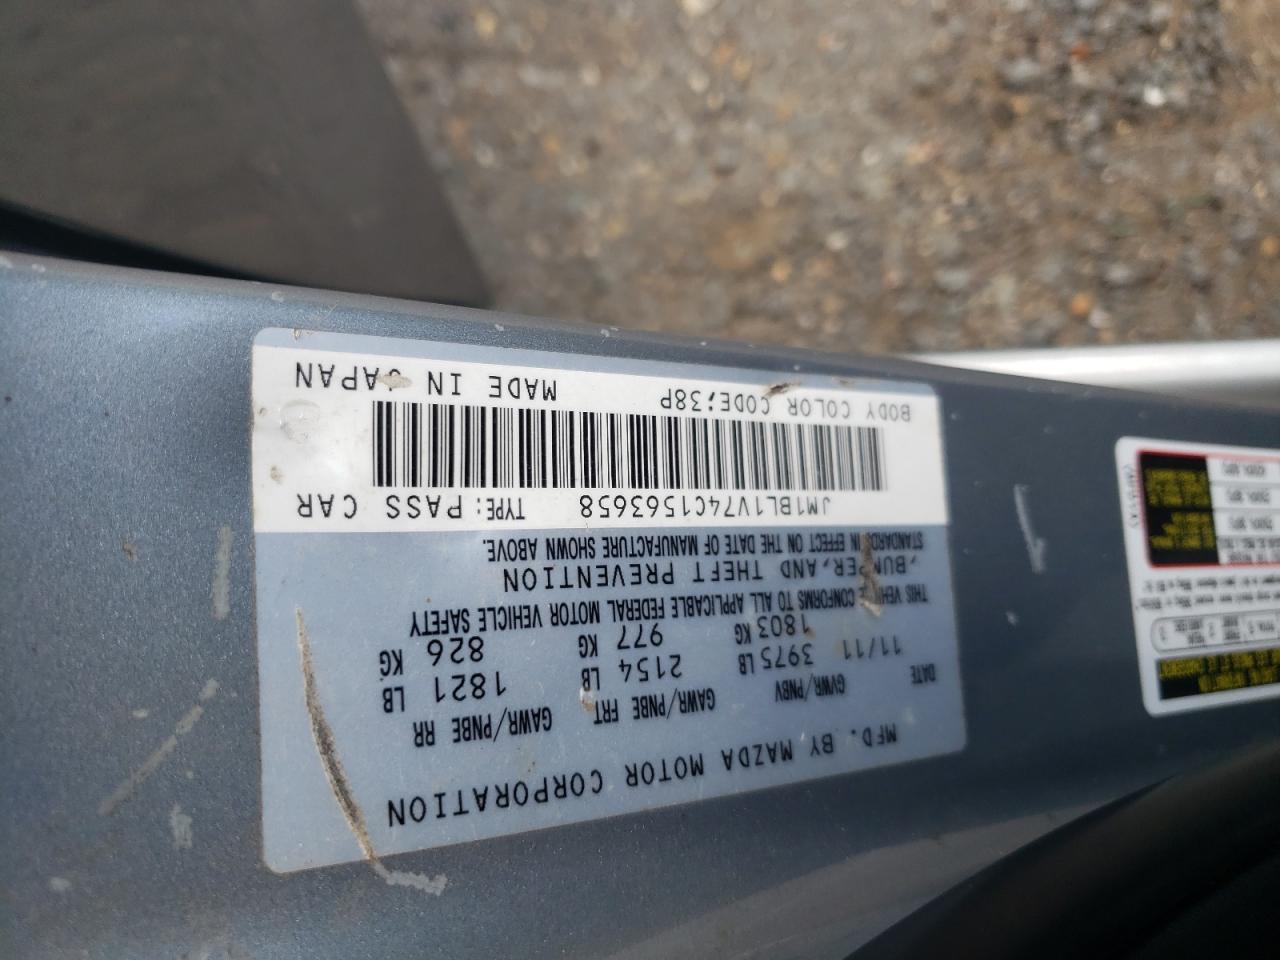 MFD. BY MAZDA MOTOR CORPORATION
DATE GVWR/PNBV GAWR/PNBE FRT GAWR/PNBE RR
11/11 3975 LB 2154 LB 1821 LB
1803 KG 977 KG 826 KG
THIS VEHICLE CONFORMS TO ALL APPLICABLE FEDERAL MOTOR VEHICLE SAFETY
,BUMPER,AND THEFT PREVENTION
STANDARDS IN EFFECT ON THE DATE OF MANUFACTURE SHOWN ABOVE.
JM1BL1V74C1563658 TYPE: PASS CAR
BODY COLOR CODE;38P MADE IN JAPAN